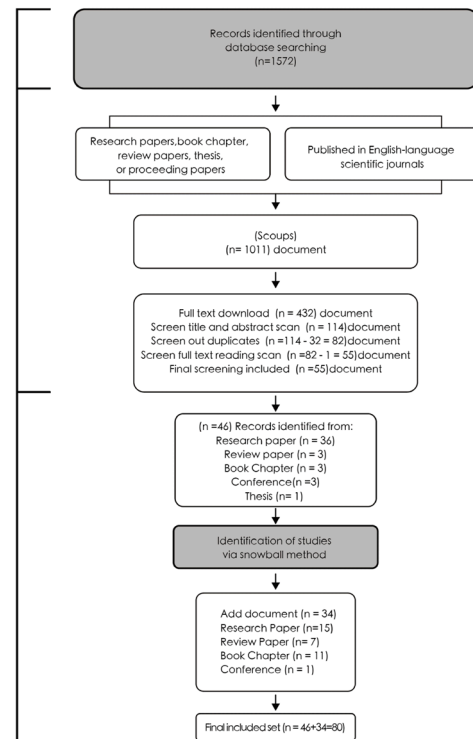 Records identified through
database searching
(n=1572)
Research papers,book chapter,
review papers, thesis,
or proceeding papers
Published in English-language
scientific journals
(Scoups)
(n= 1011) document
Full text download (n = 432) document
Screen title and abstract scan (n = 114)document
Screen out duplicates (n =114 - 32 = 82)document
Screen full text reading scan (n =82 - 1 = 55)document
Final screening included (n =55)document
(n =46) Records identified from:
Research paper (n = 36)
Review paper (n = 3)
Book Chapter (n = 3)
Conference(n =3)
Thesis (n= 1)
Identification of studies
via snowball method
Add document (n = 34)
Research Paper (n=15)
Review Paper (n= 7)
Book Chapter (n = 11)
Conference (n = 1)
Final included set (n = 46+34=80)